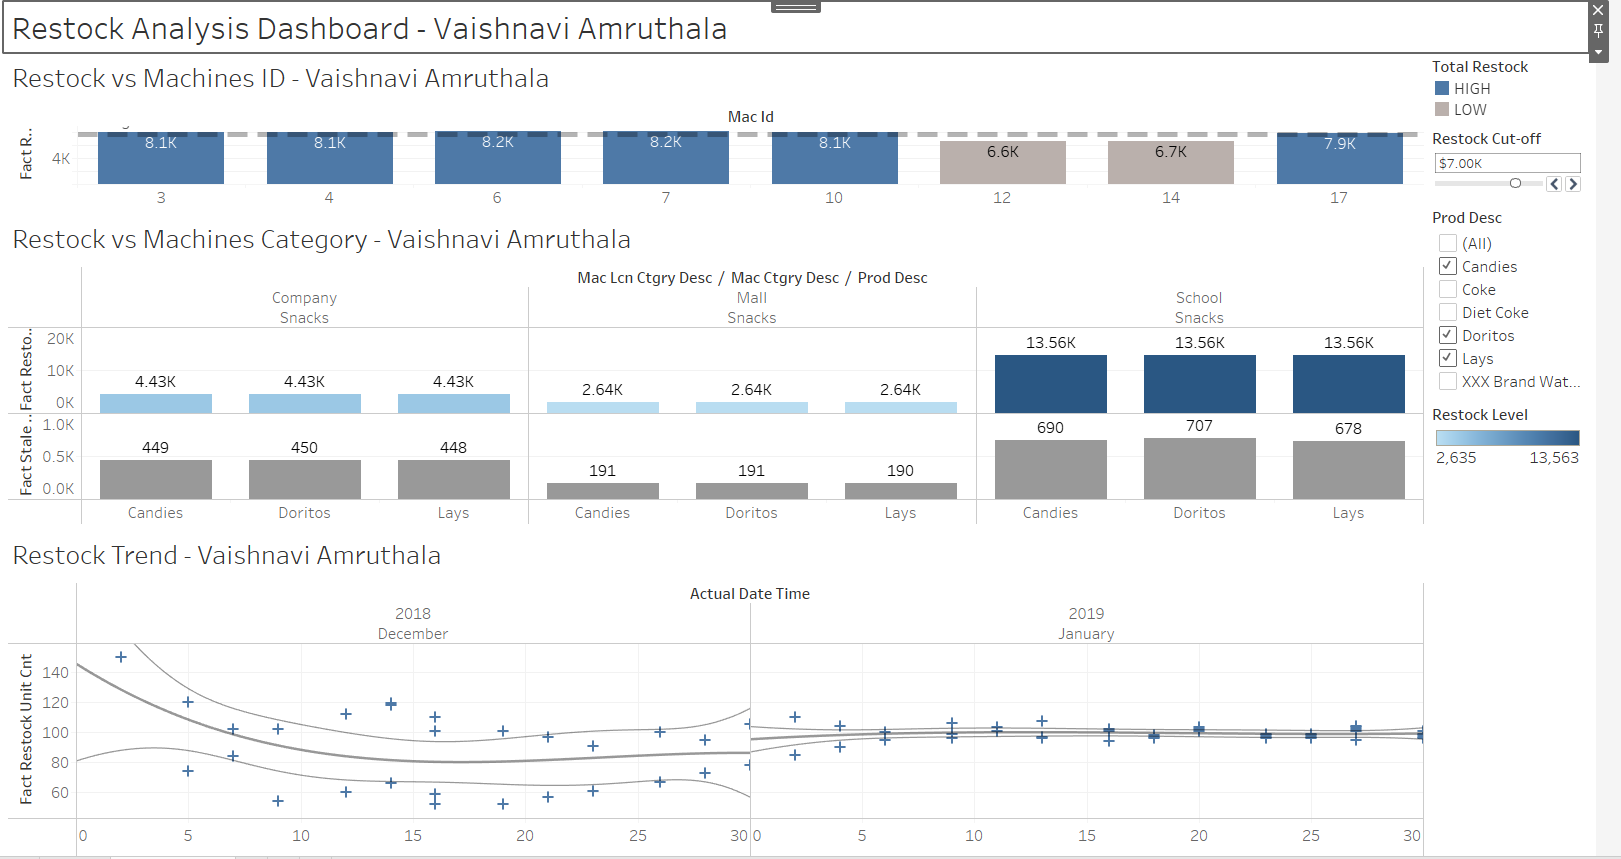 Restock Analysis Dashboard - Vaishnavi Amruthala
Restock vs Machines ID - Vaishnavi Amruthala
Mac Id
Fact R..
4K
8.1K 8.1K 8.2K 8.2K 8.1K 6.6K 6.7K 7.9K
3 4 6 7 10 12 14 17
Restock vs Machines Category - Vaishnavi Amruthala
Mac Lcn Ctgry Desc / Mac Ctgry Desc / Prod Desc
Company Mall School
Snacks Snacks Snacks
Fact Resto..
20K
10K
0K
4.43K 4.43K 4.43K 2.64K 2.64K 2.64K 13.56K 13.56K 13.56K
Fact Stale ..
1.0K
0.5K
0.0K
449 450 448 191 191 190 690 707 678
Candies Doritos Lays Candies Doritos Lays Candies Doritos Lays
Restock Trend - Vaishnavi Amruthala
Actual Date Time
2018 2019
December January
Fact Restock Unit Cnt
140
120
100
80
60
0 5 10 15 20 25 30 0 5 10 15 20 25 30
Total Restock
HIGH
LOW
Restock Cut-off
$7.00K
Prod Desc
(All)
Candies
Coke
Diet Coke
Doritos
Lays
XXX Brand Wat...
Restock Level
2,635 13,563